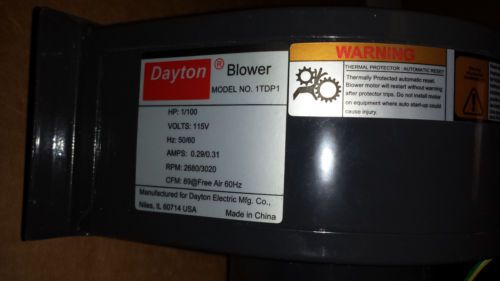 Dayton ® Blower
MODEL NO. 1TDP1
HP: 1/100
VOLTS: 115V
Hz: 50/60
AMPS: 0.29/0.31
RPM: 2680/3020
CFM: 89@Free Air 60Hz
Manufactured for Dayton Electric Mfg. Co.,
Niles, IL 60714 USA
Made in China
WARNING
THERMAL PROTECTOR : AUTOMATIC RESET
Thermally Protected automatic reset.
Blower motor will restart without warning
after protector trips. Do not install motor
on equipment where auto start-up could
cause injury.